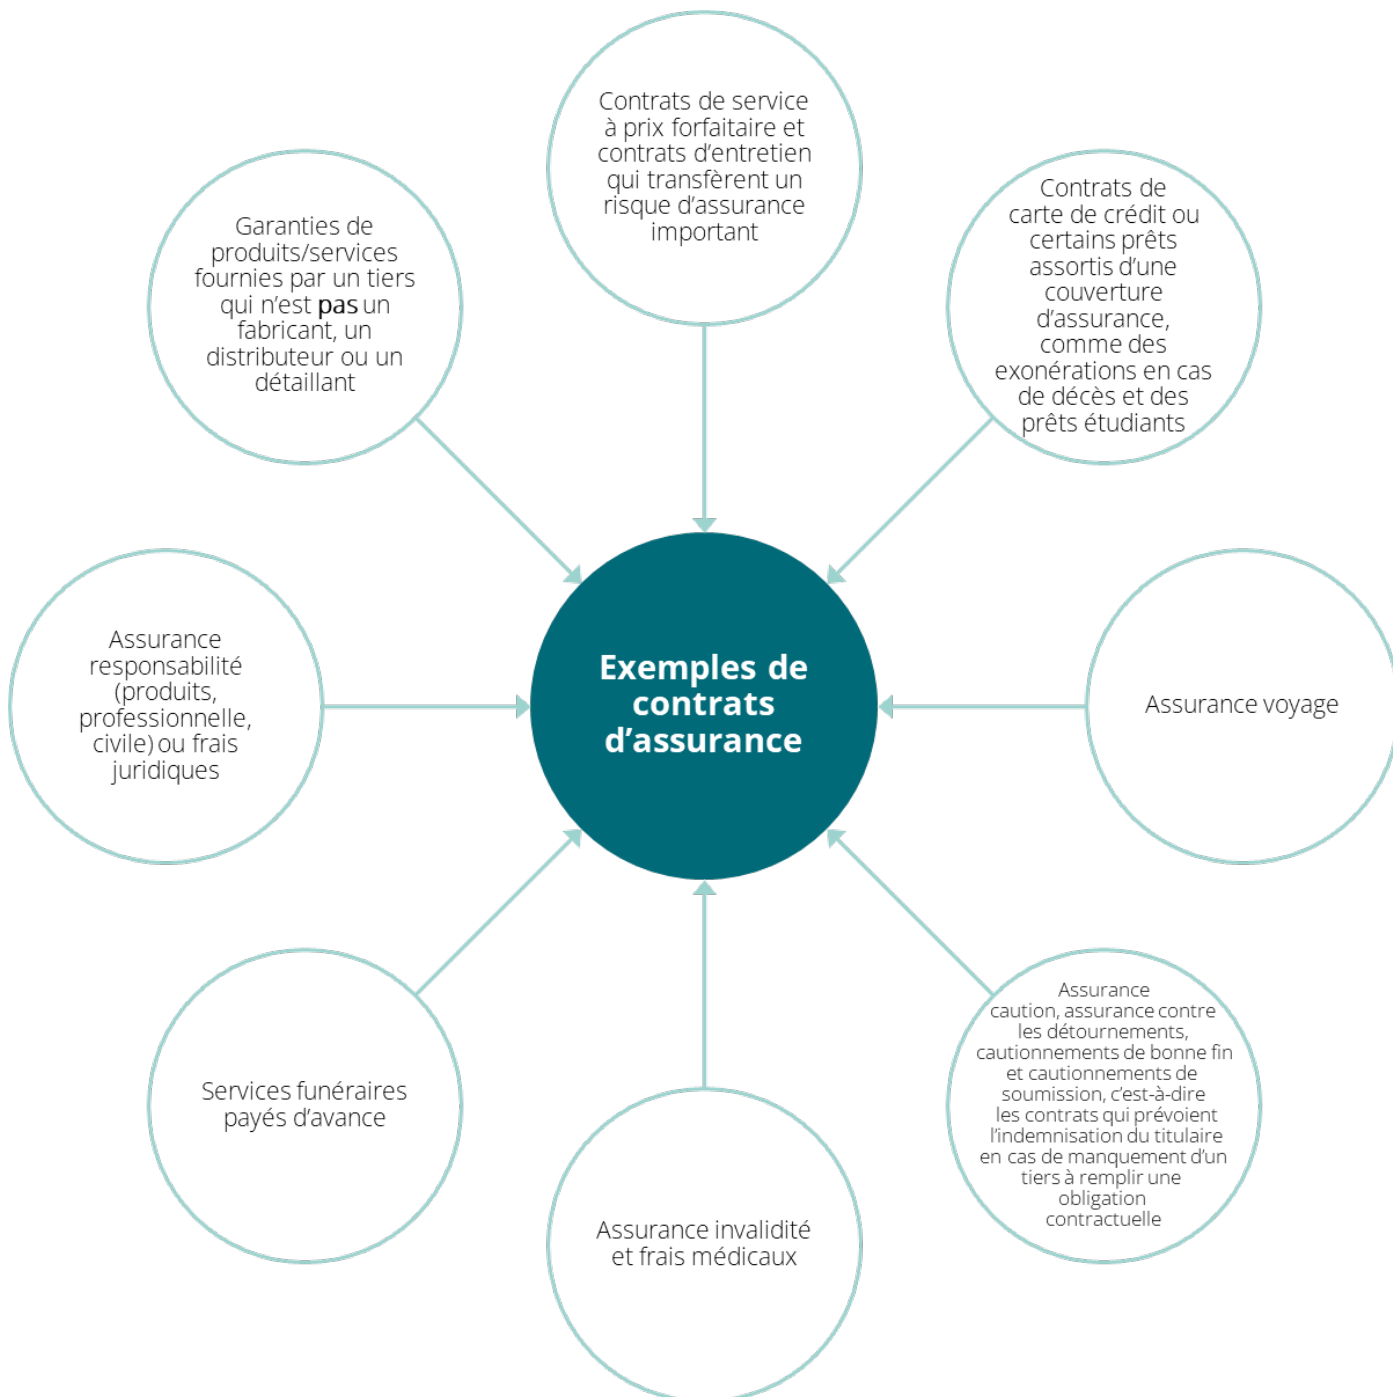 Contrats de service
à prix forfaitaire et
contrats d’entretien
qui transfèrent un
risque d’assurance
important
Contrats de
carte de crédit ou
certains prêts
assortis d’une
couverture
d’assurance,
comme des
exonérations en cas
de décès et des
prêts étudiants
Garanties de
produits/services
fournies par un tiers
qui n’est pas un
fabricant, un
distributeur ou un
détaillant
Assurance
responsabilité
(produits,
professionnelle,
civile) ou frais
juridiques
Exemples de
contrats
d’assurance
Assurance voyage
Services funéraires
payés d’avance
Assurance invalidité
et frais médicaux
Assurance
caution, assurance contre
les détournements,
cautionnements de bonne fin
et cautionnements de
soumission, c’est-à-dire
les contrats qui prévoient
l’indemnisation du titulaire
en cas de manquement d’un
tiers à remplir une
obligation
contractuelle